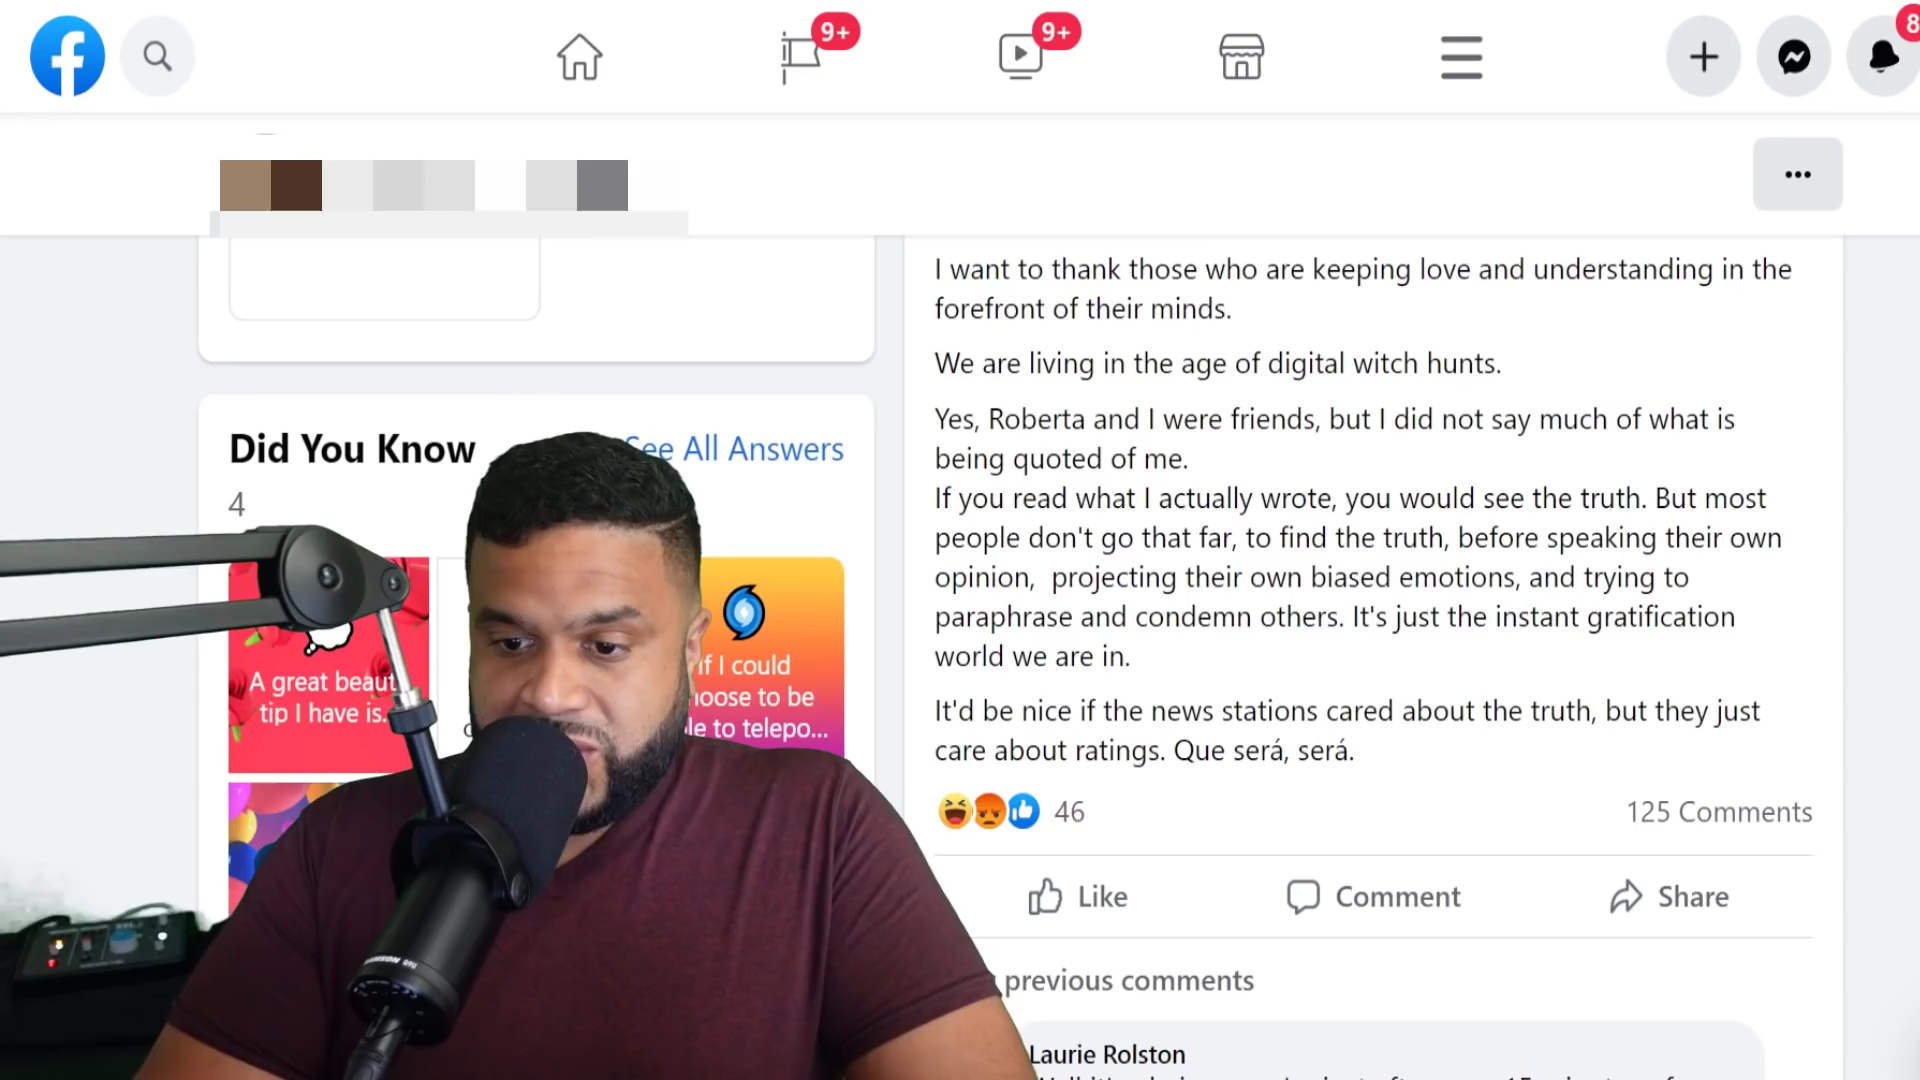 9+
9+
8
I want to thank those who are keeping love and understanding in the
forefront of their minds.
We are living in the age of digital witch hunts.
Yes, Roberta and I were friends, but I did not say much of what is
being quoted of me.
If you read what I actually wrote, you would see the truth. But most
people don't go that far, to find the truth, before speaking their own
opinion, projecting their own biased emotions, and trying to
paraphrase and condemn others. It's just the instant gratification
world we are in.
It'd be nice if the news stations cared about the truth, but they just
care about ratings. Que será, será.
46
125 Comments
Like
Comment
Share
previous comments
Laurie Rolston
Did You Know
See All Answers
4
A great beaut
tip I have is.
if I could
hoose to be
le to telepo...